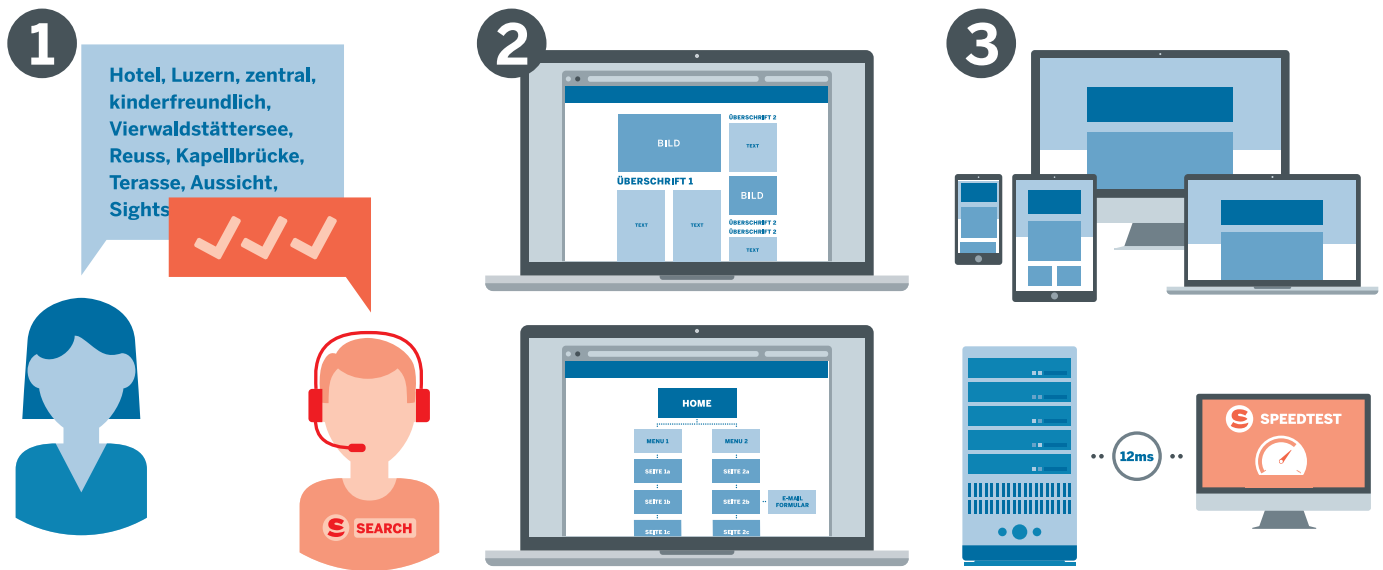 1
Hotel, Luzern, zentral,
kinderfreundlich,
Vierwaldstättersee,
Reuss, Kapellbrücke,
Terasse, Aussicht,
Sights
S SEARCH
2
BILD
ÜBERSCHRIFT 1
TEXT
TEXT
ÜBERSCHRIFT 2
TEXT
BILD
ÜBERSCHRIFT 2
ÜBERSCHRIFT 2
TEXT
HOME
MENU 1
MENU 2
SEITE 1a
SEITE 2a
SEITE 1b
SEITE 2b
E-MAIL
FORMULAR
SEITE 1c
SEITE 2c
3
12ms
S SPEEDTEST